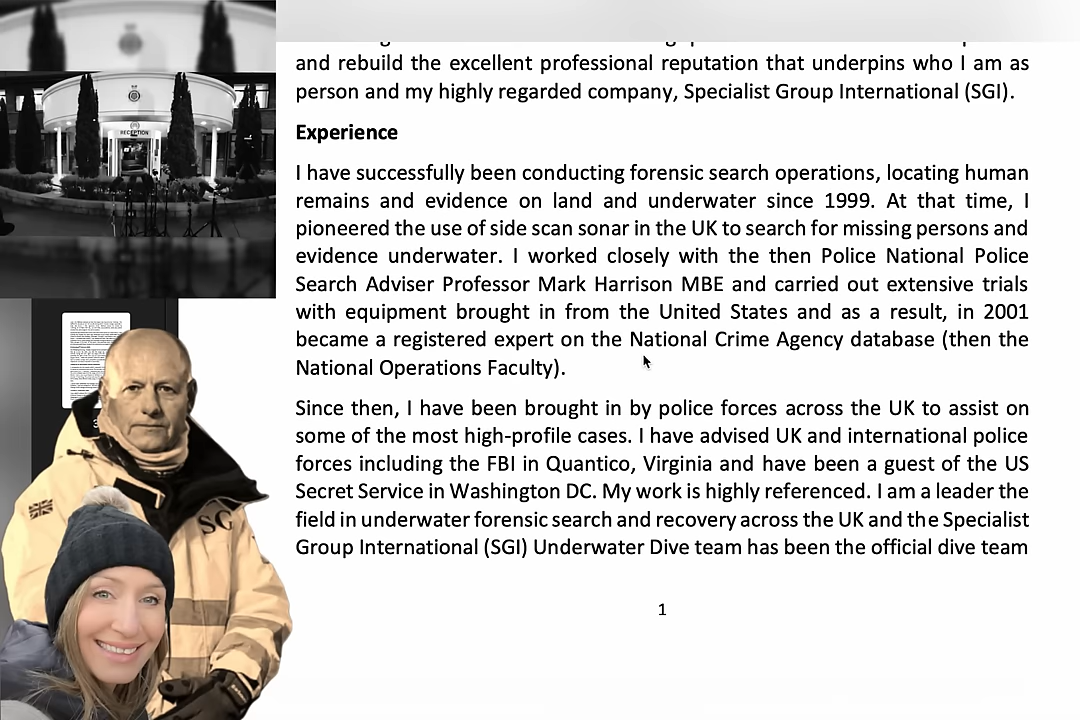 and rebuild the excellent professional reputation that underpins who I am as
person and my highly regarded company, Specialist Group International (SGI).
Experience
I have successfully been conducting forensic search operations, locating human
remains and evidence on land and underwater since 1999. At that time, I
pioneered the use of side scan sonar in the UK to search for missing persons and
evidence underwater. I worked closely with the then Police National Police
Search Adviser Professor Mark Harrison MBE and carried out extensive trials
with equipment brought in from the United States and as a result, in 2001
became a registered expert on the National Crime Agency database (then the
National Operations Faculty).
Since then, I have been brought in by police forces across the UK to assist on
some of the most high-profile cases. I have advised UK and international police
forces including the FBI in Quantico, Virginia and have been a guest of the US
Secret Service in Washington DC. My work is highly referenced. I am a leader the
field in underwater forensic search and recovery across the UK and the Specialist
Group International (SGI) Underwater Dive team has been the official dive team
1
RECEPTION
SG